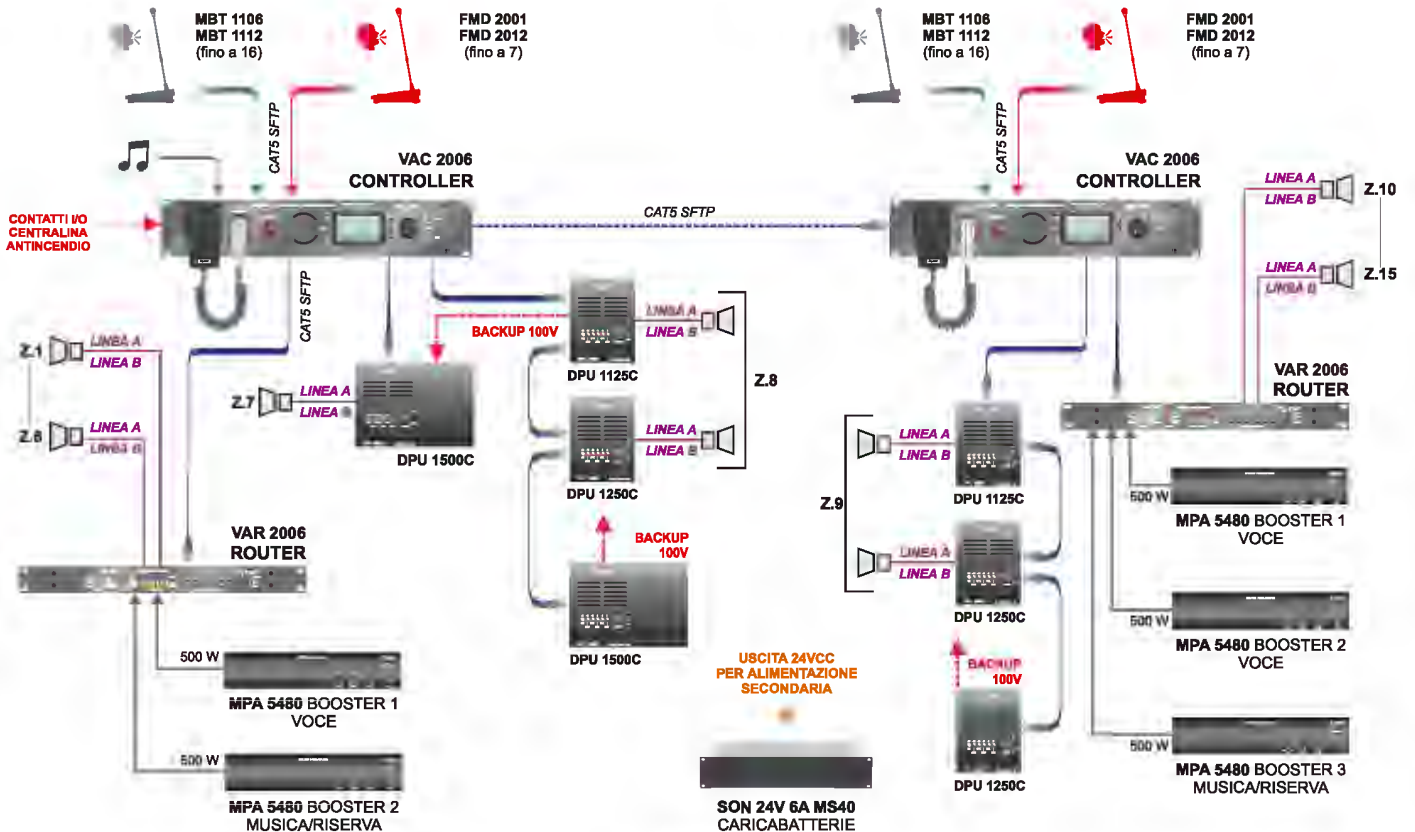 MBT 1106
MBT 1112
(fino a 16)
FMD 2001
FMD 2012
(fino a 7)
MBT 1106
MBT 1112
(fino a 16)
FMD 2001
FMD 2012
(fino a 7)
CAT5 SFTP
CAT5 SFTP
VAC 2006
CONTROLLER
VAC 2006
CONTROLLER
LINEA A
LINEA B
Z.10
CONTATTI I/O
CENTRALINA
ANTINCENDIO
CAT5 SFTP
CAT5 SFTP
LINEA A
LINEA B
Z.15
BACKUP 100V
LINEA A
LINEA B
DPU 1125C
Z.1
LINEA A
LINEA B
Z.7
LINEA A
LINEA B
DPU 1500C
Z.8
VAR 2006
ROUTER
Z.6
LINEA A
LINEA B
LINEA A
LINEA B
DPU 1250C
LINEA A
LINEA B
DPU 1125C
Z.9
500 W
MPA 5480 BOOSTER 1
VOCE
VAR 2006
ROUTER
BACKUP
100V
LINEA A
LINEA B
DPU 1250C
500 W
MPA 5480 BOOSTER 2
VOCE
DPU 1500C
500 W
MPA 5480 BOOSTER 1
VOCE
USCITA 24VCC
PER ALIMENTAZIONE
SECONDARIA
BACKUP
100V
500 W
MPA 5480 BOOSTER 3
MUSICA/RISERVA
500 W
MPA 5480 BOOSTER 2
MUSICA/RISERVA
DPU 1250C
SON 24V 6A MS40
CARICABATTERIE